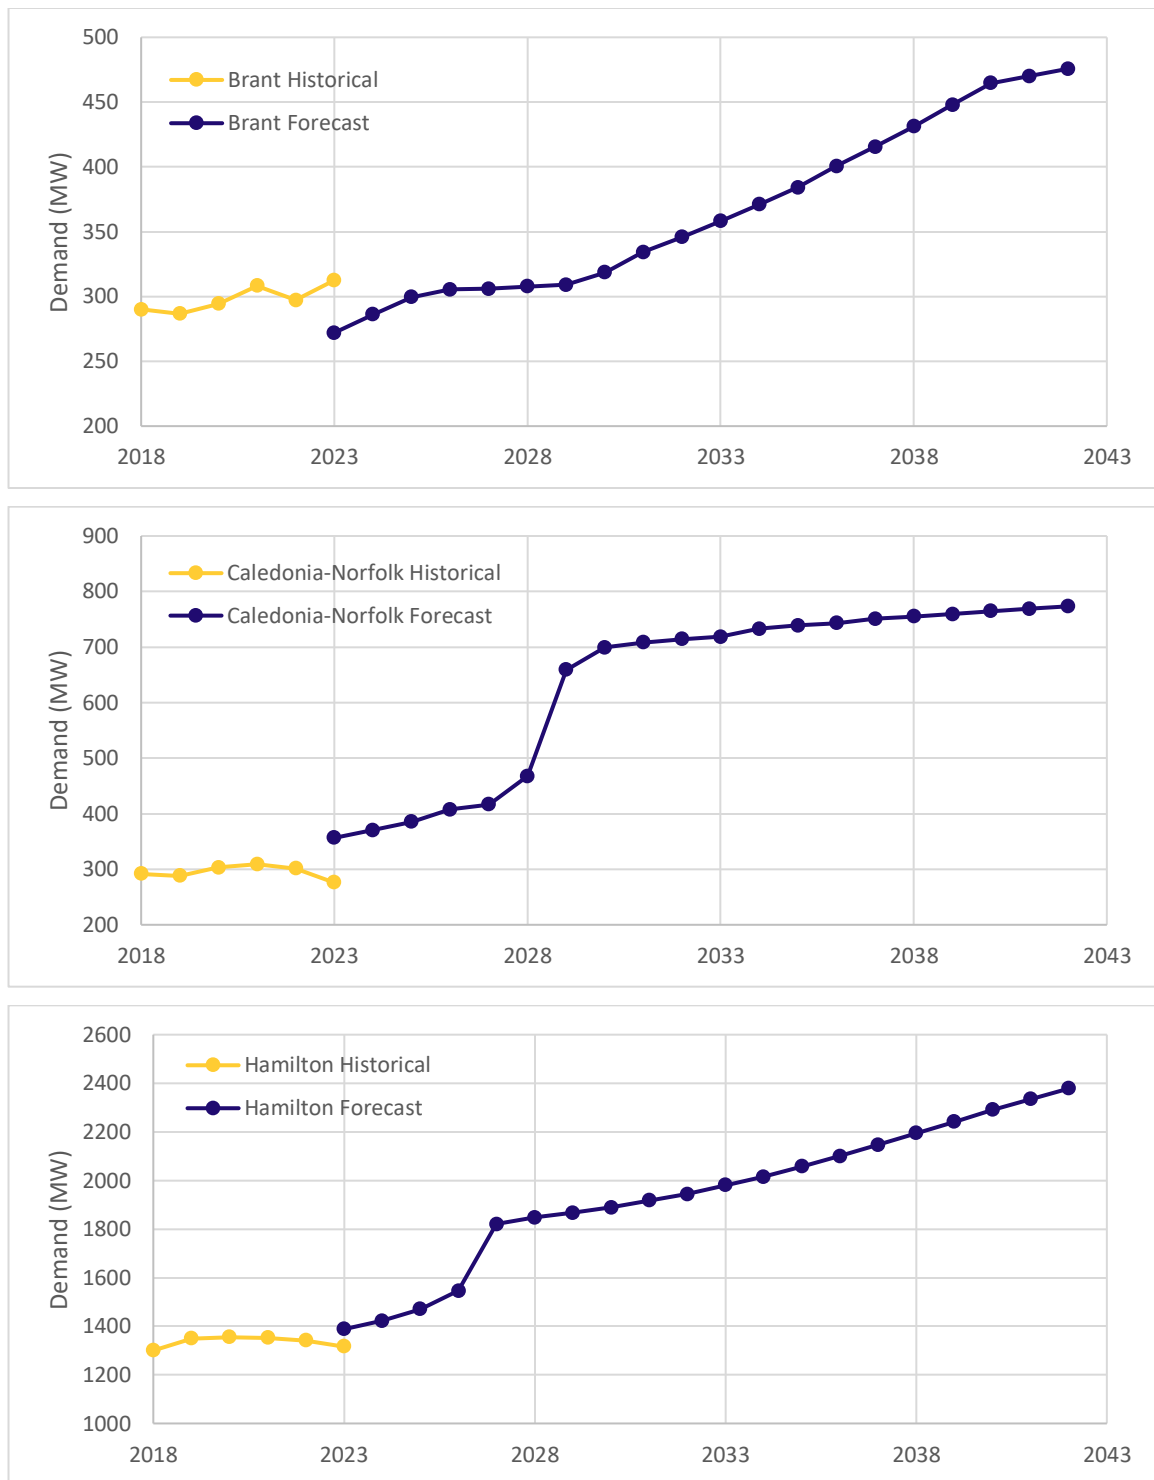 500
450
400
350
300
250
200
Demand (MW)
Brant Historical
Brant Forecast
2018 2023 2028 2033 2038 2043
900
800
700
600
500
400
300
200
Demand (MW)
Caledonia-Norfolk Historical
Caledonia-Norfolk Forecast
2018 2023 2028 2033 2038 2043
2600
2400
2200
2000
1800
1600
1400
1200
1000
Demand (MW)
Hamilton Historical
Hamilton Forecast
2018 2023 2028 2033 2038 2043